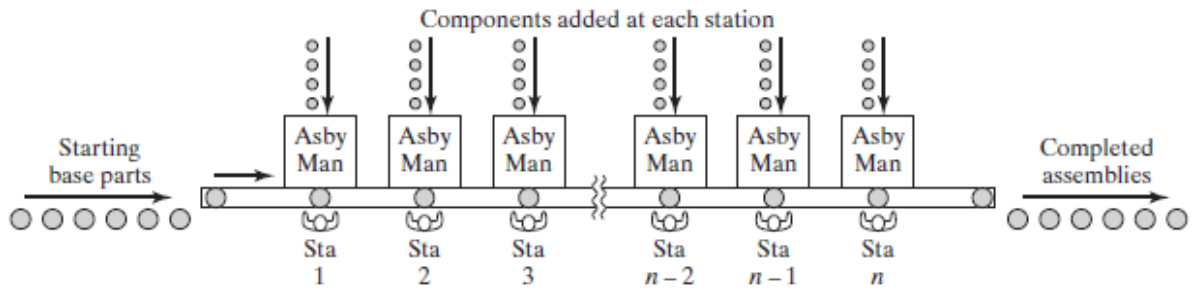 Components added at each station
Asby
Man
Asby
Man
Asby
Man
Asby
Man
Asby
Man
Asby
Man
Starting
base parts
Completed
assemblies
Sta
1
Sta
2
Sta
3
Sta
n – 2
Sta
n – 1
Sta
n